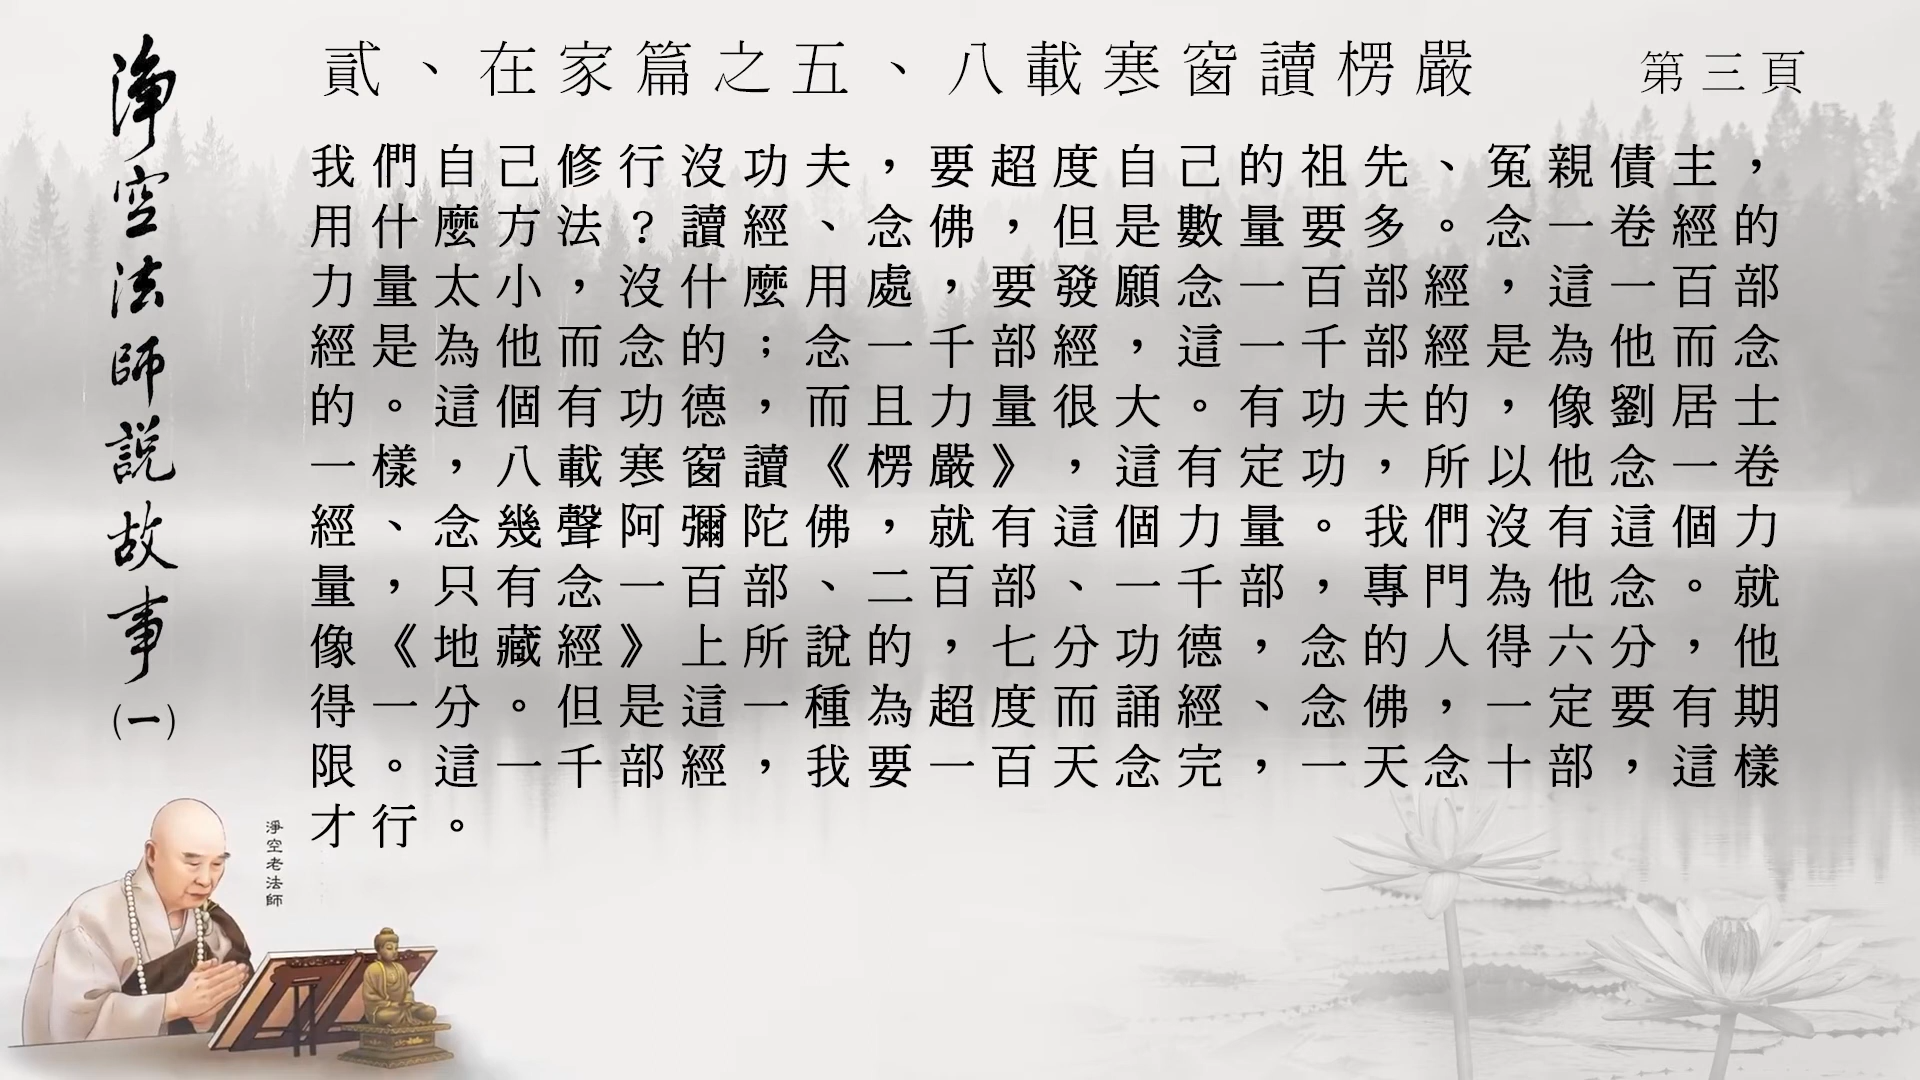 淨空法師説故事(一)
貳、在家篇之五、八載寒窗讀楞嚴
第三頁
我們自己修行沒功夫，要超度自己的祖先、冤親債主，
用什麼方法？讀經、念佛，但是數量要多。念一卷經的
力量太小，沒什麼用處，要發願念一百部經，這一百部
經是為他而念的；念一千部經，這一千部經是為他而念
的。這個有功德，而且力量很大。有功夫的，像劉居士
一樣，八載寒窗讀《楞嚴》，這有定功，所以他念一卷
經、念幾聲阿彌陀佛，就有這個力量。我們沒有這個力
量，只有念一百部、二百部、一千部，專門為他念。就
像《地藏經》上所說的，七分功德，念的人得六分，他
得一分。但是這一種為超度而誦經、念佛，一定要有期
限。這一千部經，我要一百天念完，一天念十部，這樣
才行。
淨空老法師